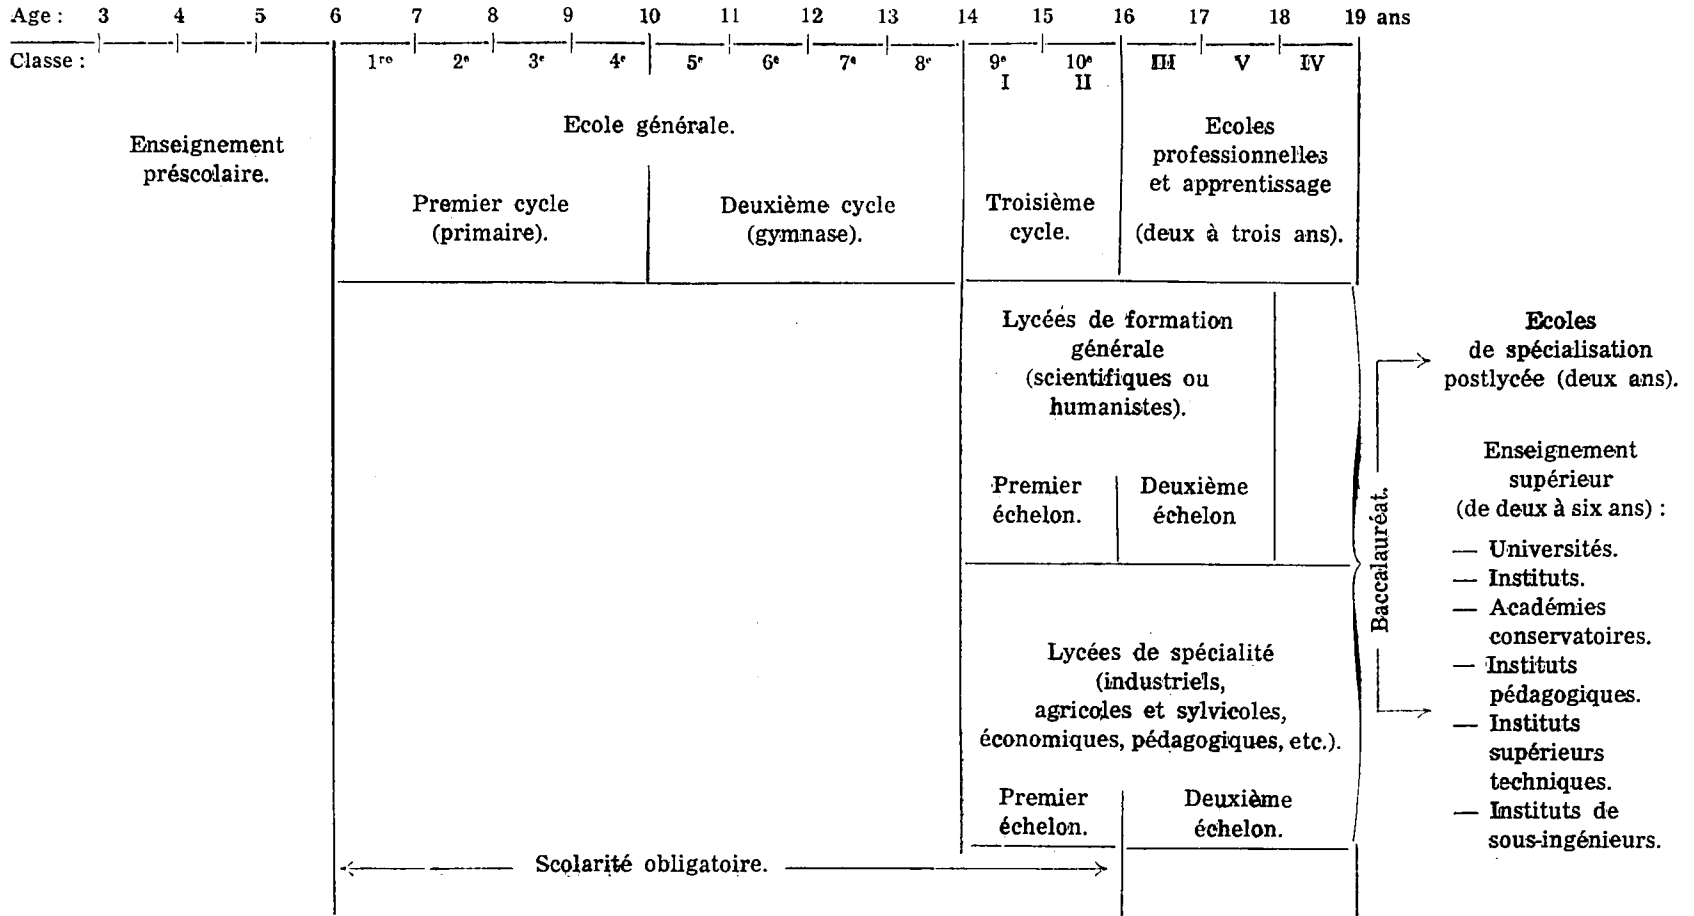 Age : 3 4 5 6 7 8 9 10 11 12 13 14 15 16 17 18 19 ans
Classe : 1re 2e 3e 4e 5e 6e 7e 8e 9e 10e III V IV
I II
Enseignement
préscolaire.
Ecole générale.
Premier cycle
(primaire).
Deuxième cycle
(gymnase).
Troisième
cycle.
Ecoles
professionnelles
et apprentissage
(deux à trois ans).
Lycées de formation
générale
(scientifiques ou
humanistes).
Premier
échelon.
Deuxième
échelon
Lycées de spécialité
(industriels,
agricoles et sylvicoles,
économiques, pédagogiques, etc.).
Premier
échelon.
Deuxième
échelon.
Scolarité obligatoire.
Baccalauréat.
Ecoles
de spécialisation
postlycée (deux ans).
Enseignement
supérieur
(de deux à six ans) :
— Universités.
— Instituts.
— Académies
conservatoires.
— Instituts
pédagogiques.
— Instituts
supérieurs
techniques.
— Instituts de
sous-ingénieurs.